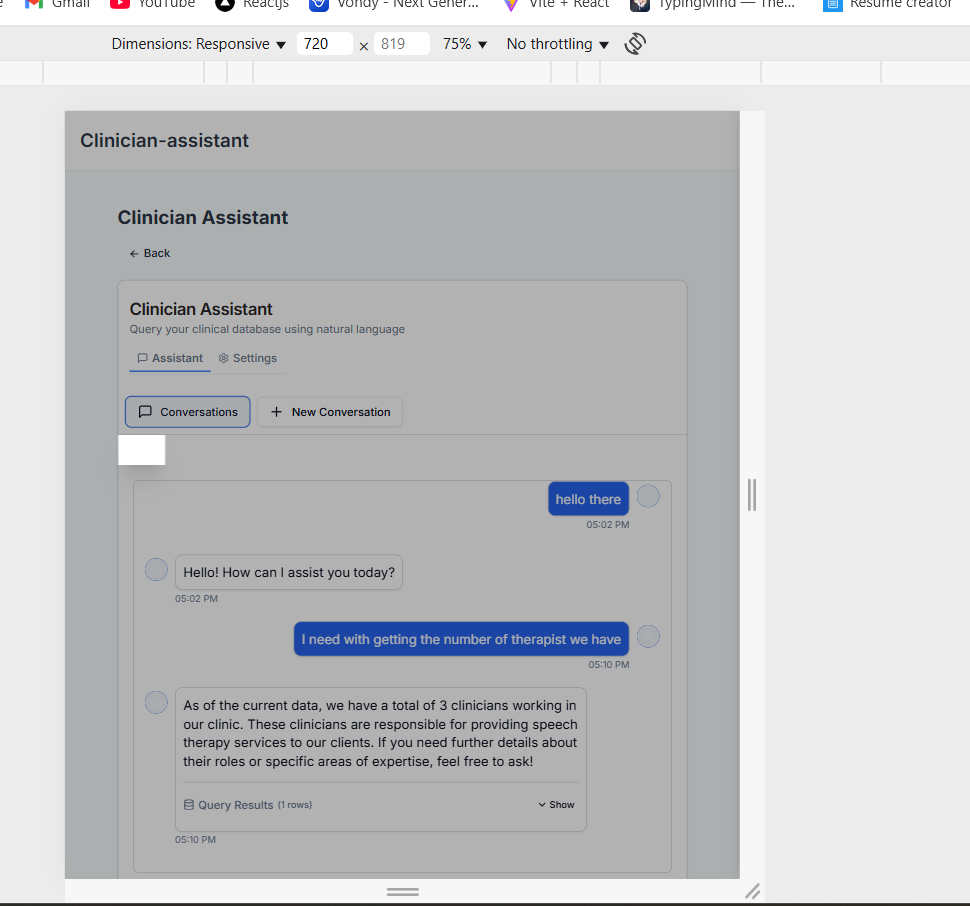 Gmail YouTube Reactjs Vondy - Next Gener... Vite + React TypingMind — The... Resume creator
Dimensions: Responsive 720 × 819 75% No throttling
Clinician-assistant
Clinician Assistant
Back
Clinician Assistant
Query your clinical database using natural language
Assistant Settings
Conversations New Conversation
hello there
05:02 PM
Hello! How can I assist you today?
05:02 PM
I need with getting the number of therapist we have
05:10 PM
As of the current data, we have a total of 3 clinicians working in
our clinic. These clinicians are responsible for providing speech
therapy services to our clients. If you need further details about
their roles or specific areas of expertise, feel free to ask!
Query Results (1 rows) Show
05:10 PM